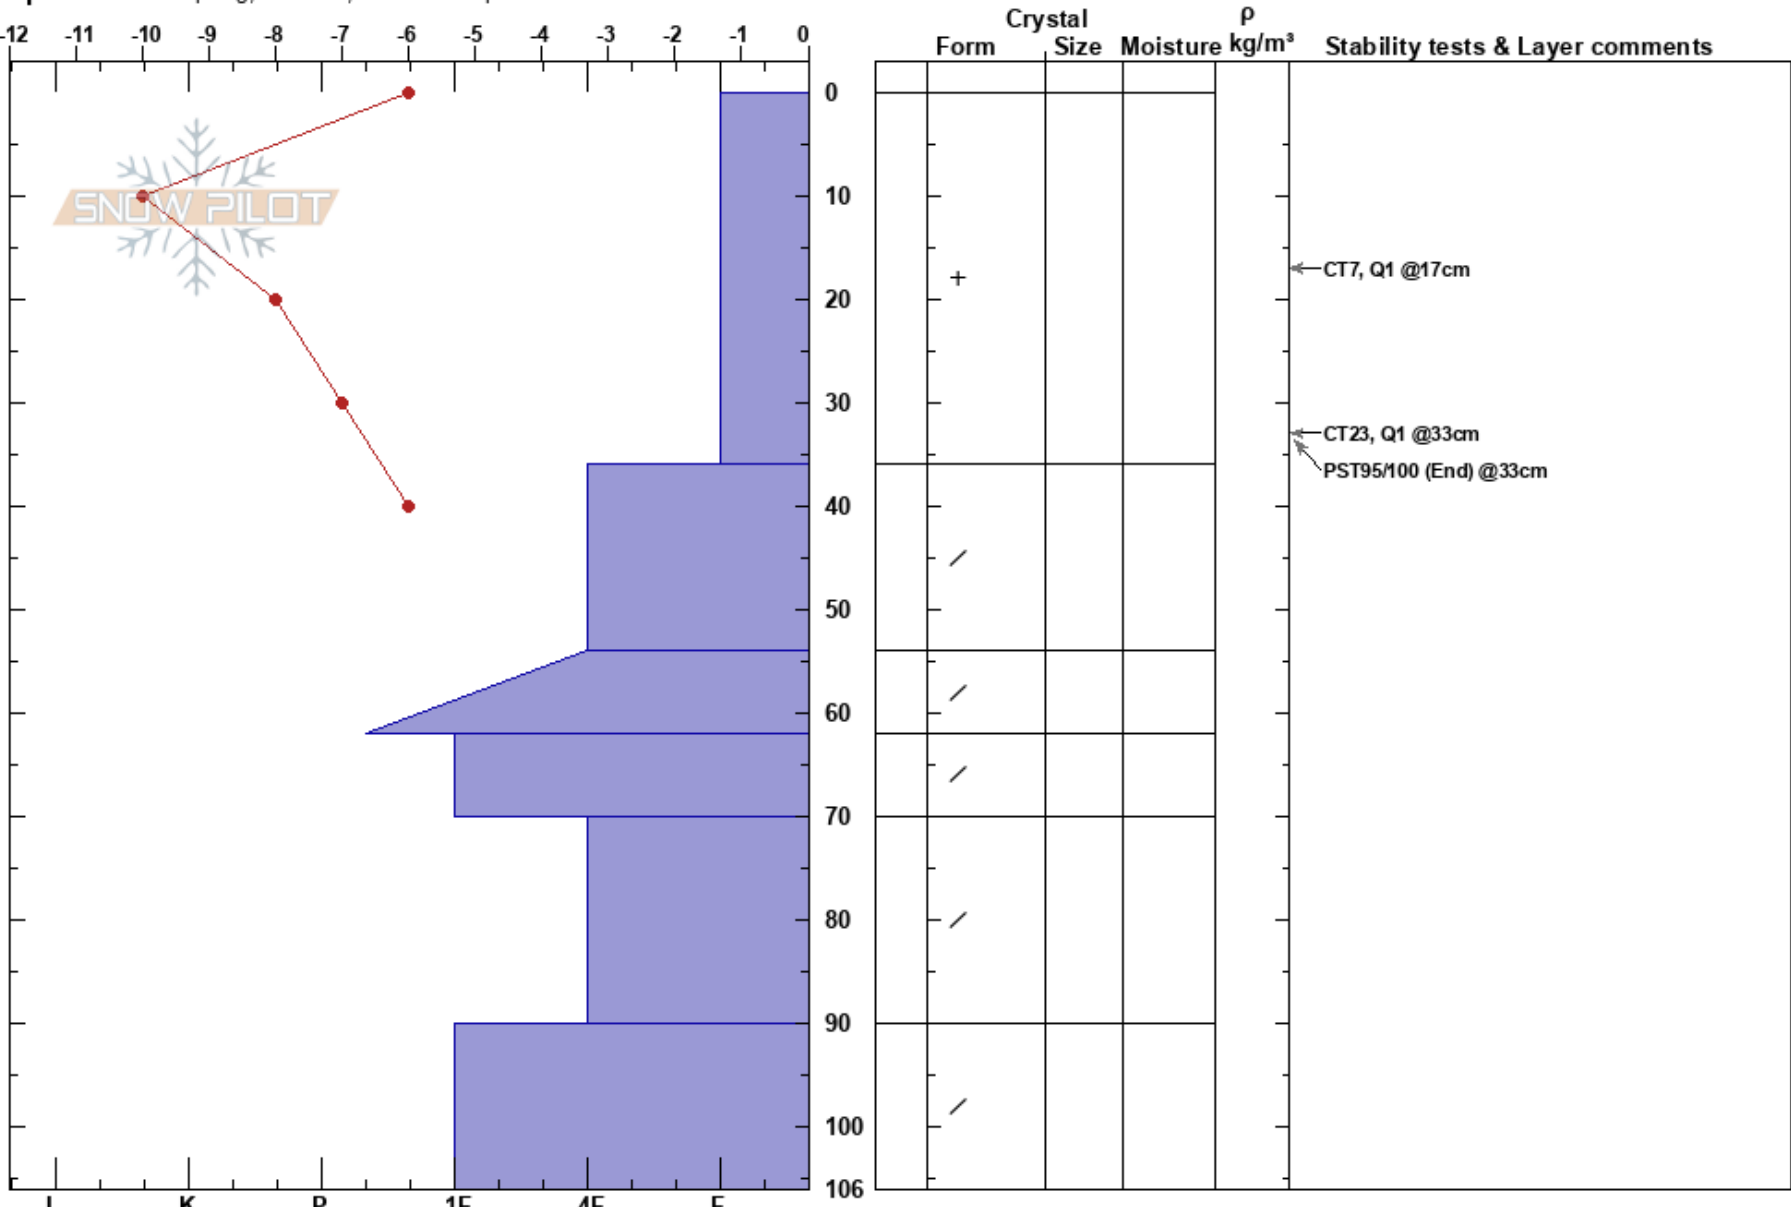 -12 -11 -10 -9 -8 -7 -6 -5 -4 -3 -2 -1 0
Crystal
Form Size Moisture ρ kg/m³ Stability tests & Layer comments
0
SNOW PILOT
10
CT7, Q1 @17cm
+
20
30
CT23, Q1 @33cm
PST95/100 (End) @33cm
40
50
60
70
80
90
100
106
I K P 1F 4F F